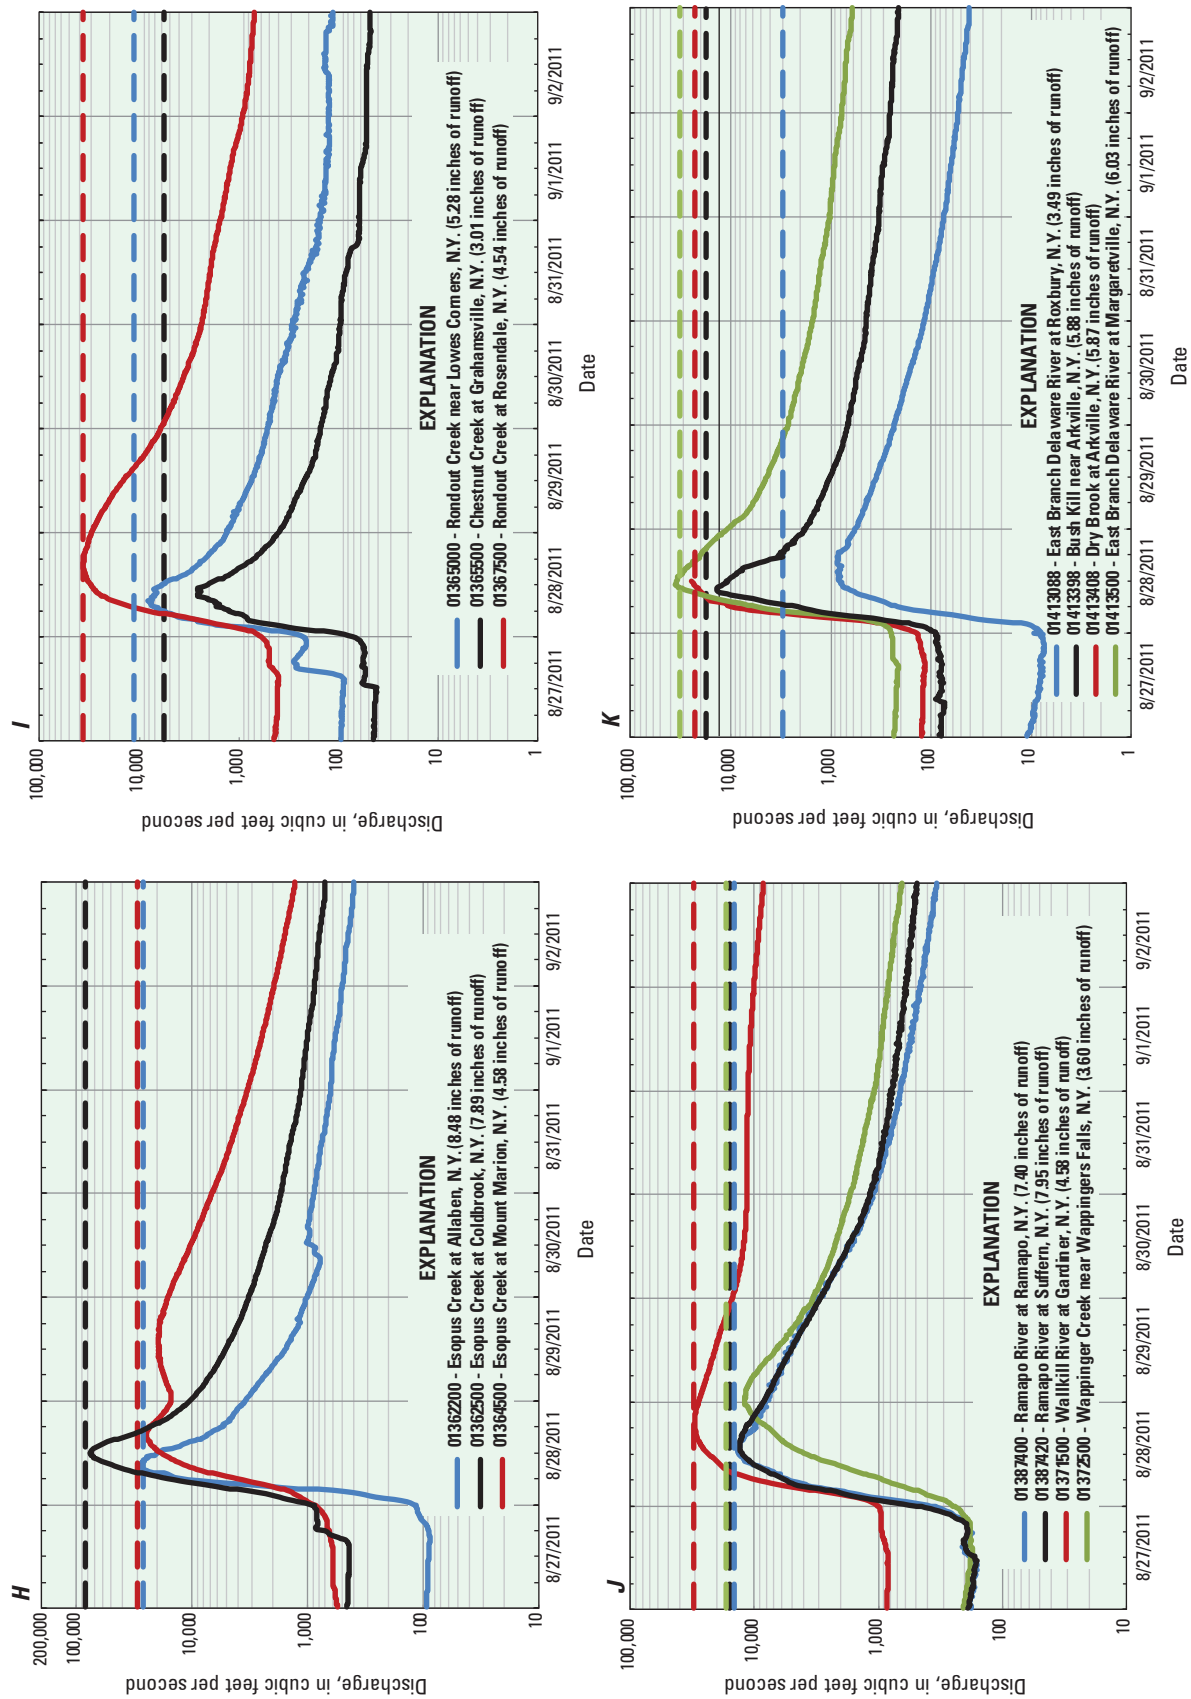 H
200,000
100,000
10,000
1,000
100
10
Discharge, in cubic feet per second
8/27/2011
8/28/2011
8/29/2011
8/30/2011
8/31/2011
9/1/2011
9/2/2011
Date
EXPLANATION
01362200 - Esopus Creek at Allaben, N.Y. (8.48 inches of runoff)
01362500 - Esopus Creek at Coldbrook, N.Y. (7.89 inches of runoff)
01364500 - Esopus Creek at Mount Marion, N.Y. (4.58 inches of runoff)
I
100,000
10,000
1,000
100
10
1
Discharge, in cubic feet per second
8/27/2011
8/28/2011
8/29/2011
8/30/2011
8/31/2011
9/1/2011
9/2/2011
Date
EXPLANATION
01365000 - Rondout Creek near Lowes Corners, N.Y. (5.28 inches of runoff)
01365500 - Chestnut Creek at Grahamsville, N.Y. (3.01 inches of runoff)
01367500 - Rondout Creek at Rosendale, N.Y. (4.54 inches of runoff)
J
100,000
10,000
1,000
100
10
Discharge, in cubic feet per second
8/27/2011
8/28/2011
8/29/2011
8/30/2011
8/31/2011
9/1/2011
9/2/2011
Date
EXPLANATION
01387400 - Ramapo River at Ramapo, N.Y. (7.40 inches of runoff)
01387420 - Ramapo River at Suffern, N.Y. (7.95 inches of runoff)
01371500 - Wallkill River at Gardiner, N.Y. (4.58 inches of runoff)
01372500 - Wappinger Creek near Wappingers Falls, N.Y. (3.60 inches of runoff)
K
100,000
10,000
1,000
100
10
1
Discharge, in cubic feet per second
8/27/2011
8/28/2011
8/29/2011
8/30/2011
8/31/2011
9/1/2011
9/2/2011
Date
EXPLANATION
01413088 - East Branch Delaware River at Roxbury, N.Y. (3.49 inches of runoff)
01413398 - Bush Kill near Arkville, N.Y. (5.88 inches of runoff)
01413408 - Dry Brook at Arkville, N.Y. (5.87 inches of runoff)
01413500 - East Branch Delaware River at Margaretville, N.Y. (6.03 inches of runoff)